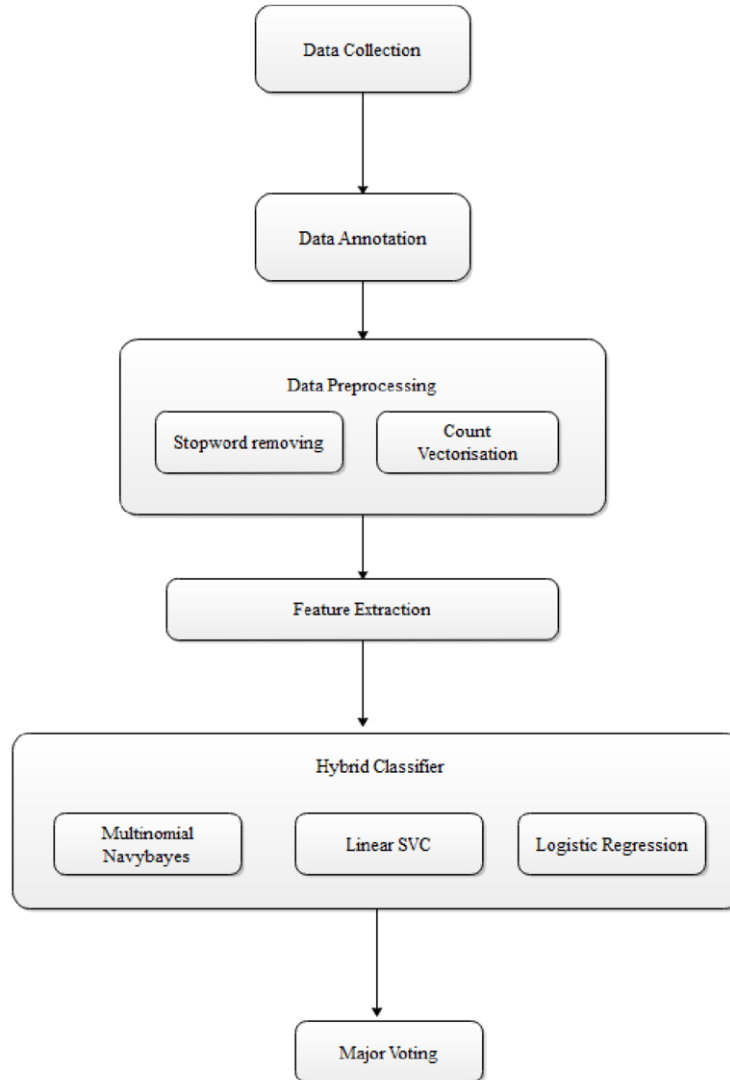 Data Collection
Data Annotation
Data Preprocessing
Stopword removing
Count
Vectorisation
Feature Extraction
Hybrid Classifier
Multinomial
Navybayes
Linear SVC
Logistic Regression
Major Voting